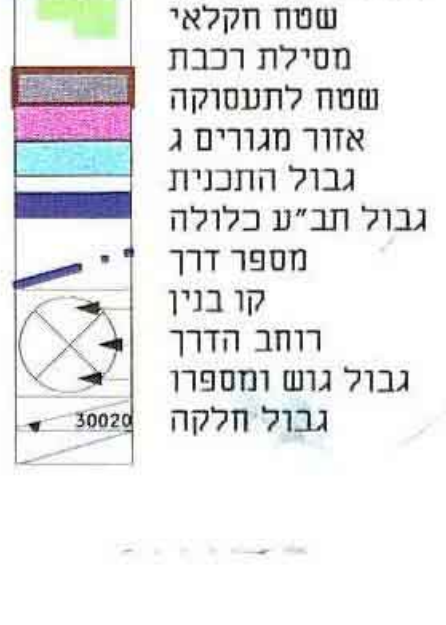 שטח חקלאי
מסילת רכבת
שטח לתעסוקה
אזור מגורים ג
גבול התכנית
גבול תב"ע כלולה
מספר דרך
קו בנין
רוחב הדרך
גבול גוש ומספרו
גבול חלקה
30020